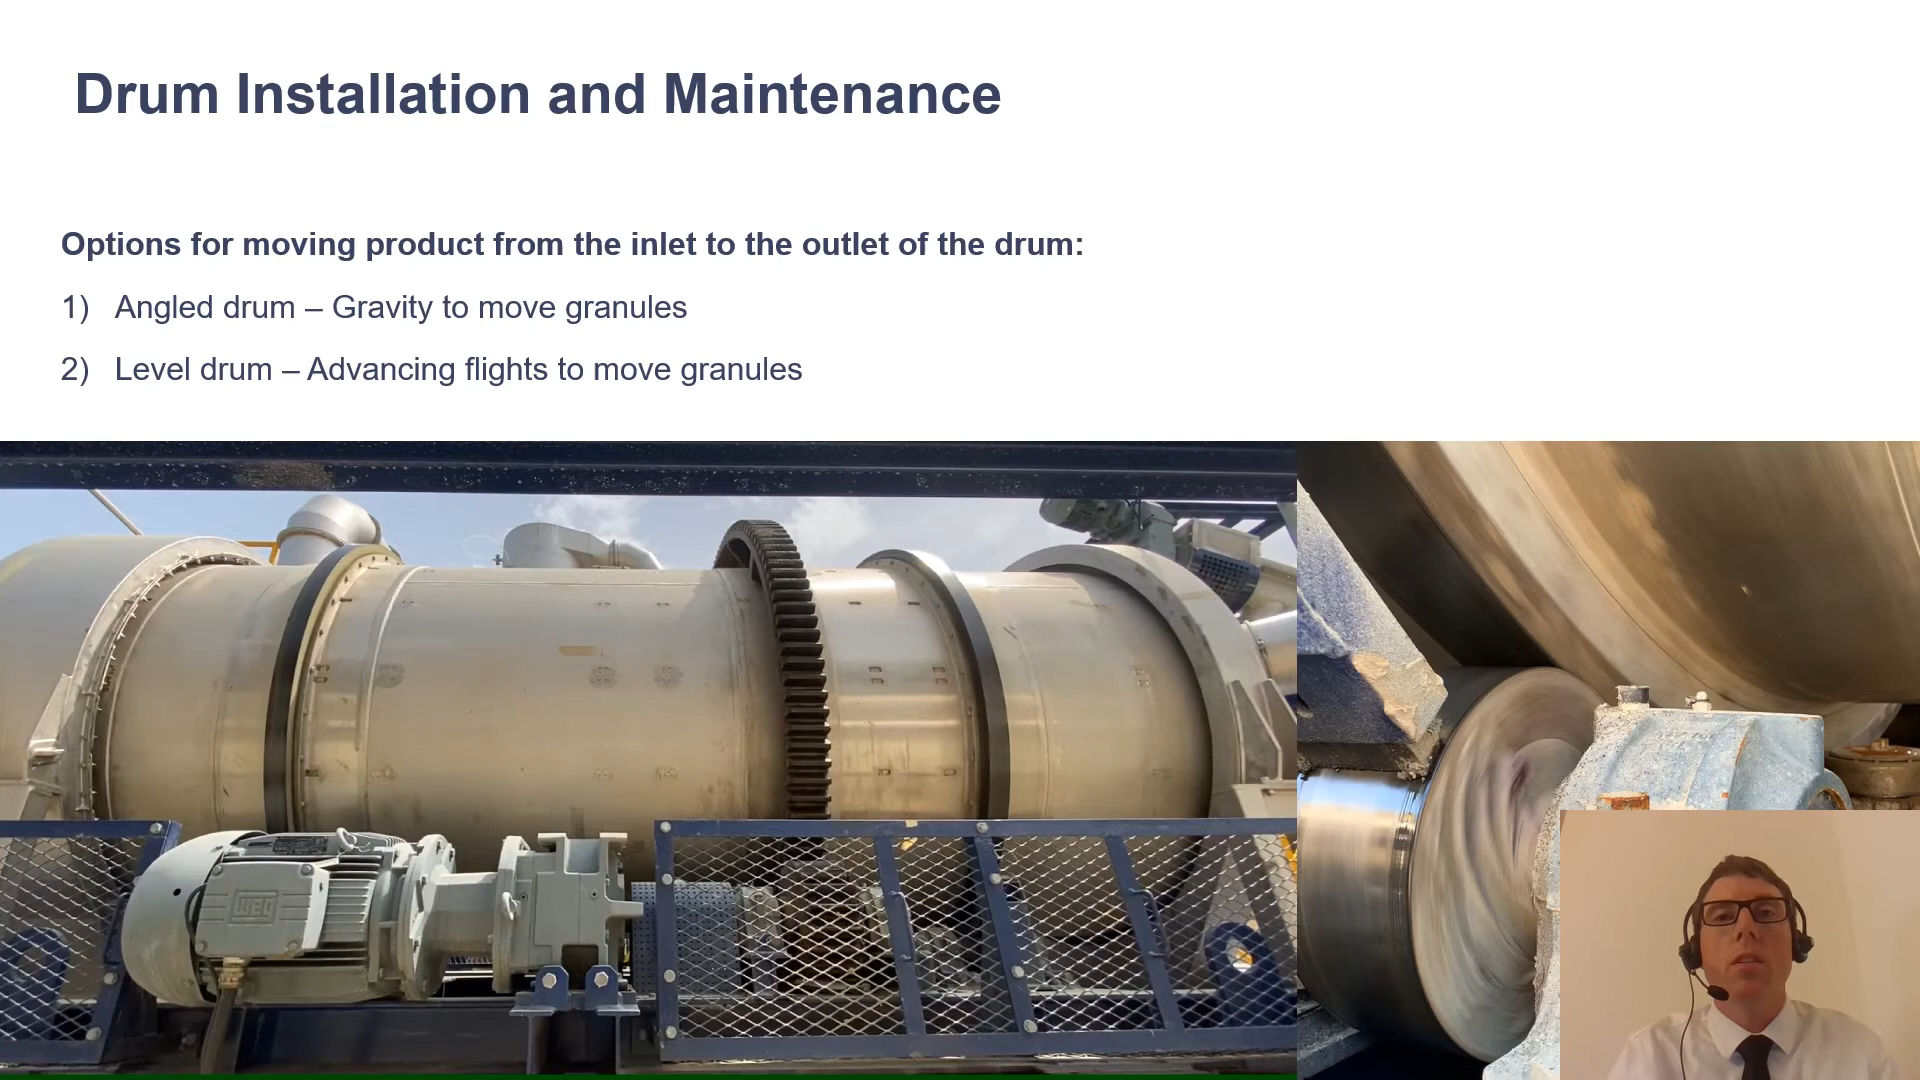 Drum Installation and Maintenance
Options for moving product from the inlet to the outlet of the drum:
1) Angled drum – Gravity to move granules
2) Level drum – Advancing flights to move granules
WEG